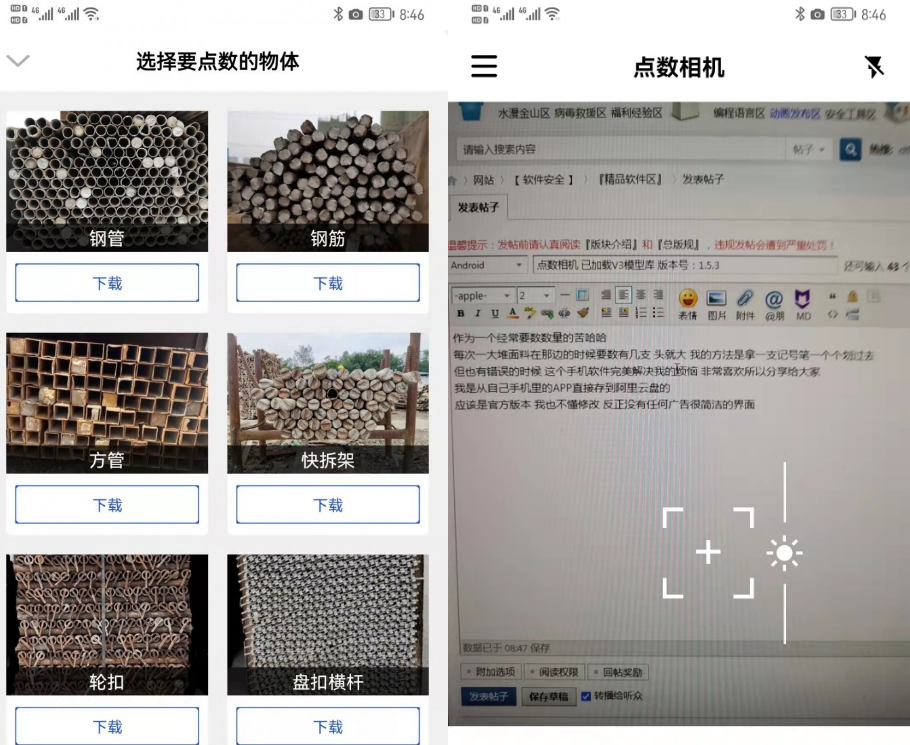 8:46
选择要点数的物体
钢管
钢筋
下载
下载
方管
快拆架
下载
下载
轮扣
盘扣横杆
下载
下载
8:46
点数相机
水漫金山区 病毒救援区 福利经验区 编程语言区 动画发布区 安全工具区
请输入搜索内容 帖子 热搜:
网站 〉【 软件安全 】 〉 『精品软件区』 〉 发表帖子
发表帖子
温馨提示:发帖前请认真阅读『版块介绍』和『总版规』,违规发帖会遭到严重处罚!
Android 点数相机 已加载V3模型库 版本号:1.5.3 还可输入 43 个
-apple- 2
B I U A 表情 图片 附件 @朋 MD
作为一个经常要数数量的苦哈哈
每次一大堆面料在那边的时候要数有几支 头就大 我的方法是拿一支记号笔一个个划过去
但也有错误的时候 这个手机软件完美解决我的烦恼 非常喜欢所以分享给大家
我是从自己手机里的APP直接存到阿里云盘的
应该是官方版本 我也不懂修改 反正没有任何广告很简洁的界面
数据已于 08:47 保存
附加选项 阅读权限 回帖奖励
发表帖子 保存草稿 转播给听众